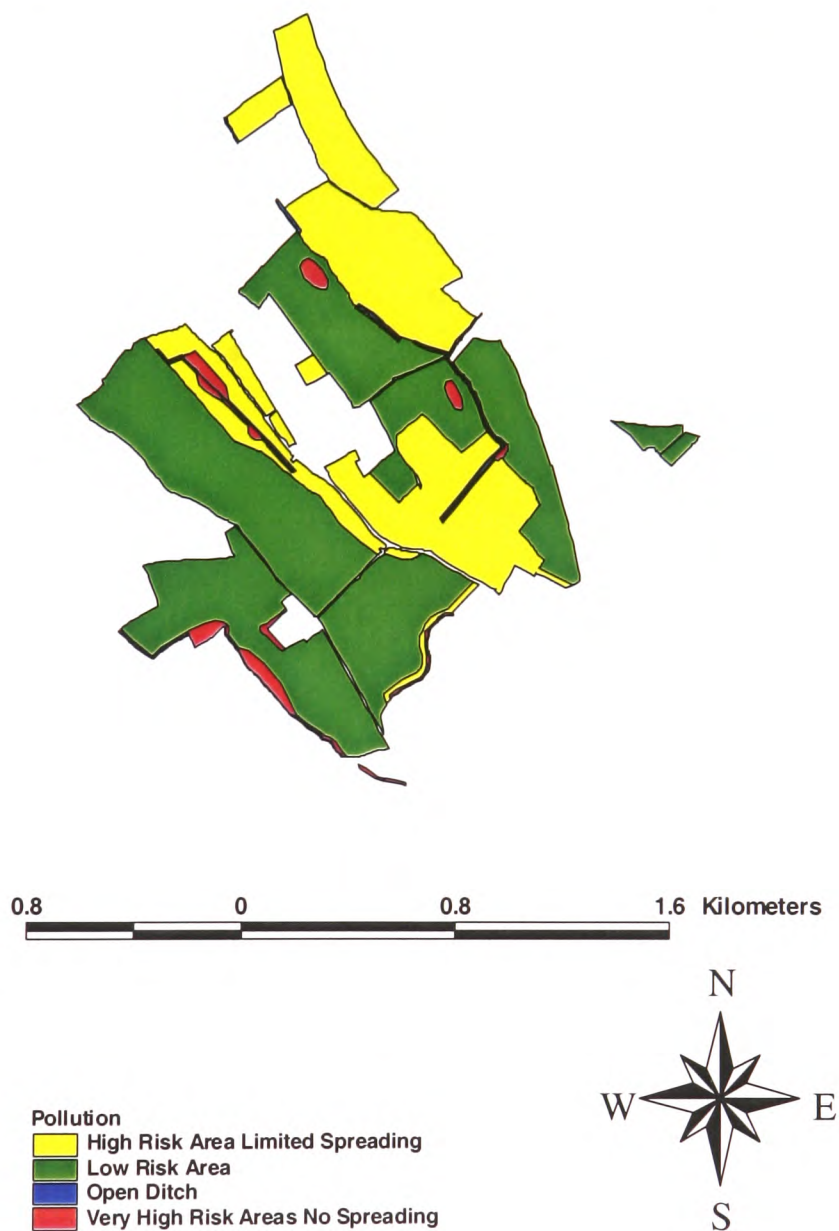 0.8 0 0.8 1.6 Kilometers
N
W E
S
Pollution
High Risk Area Limited Spreading
Low Risk Area
Open Ditch
Very High Risk Areas No Spreading